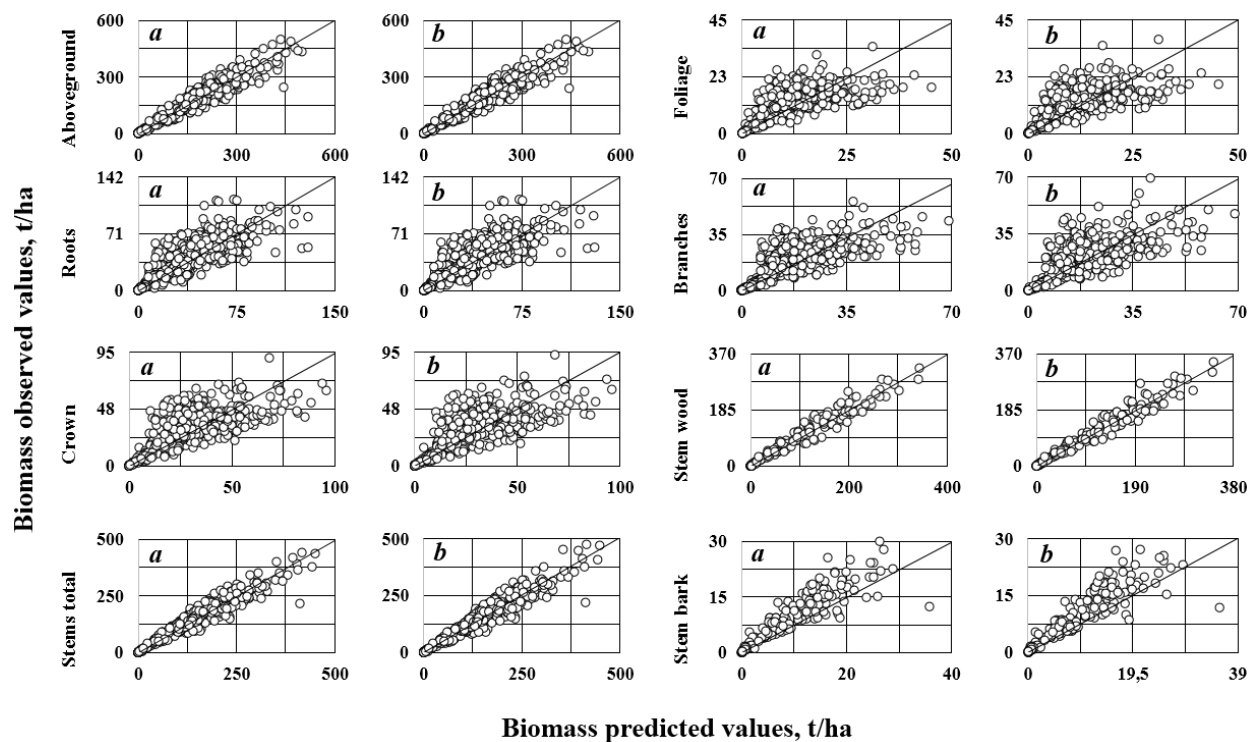 Biomass observed values, t/ha
Aboveground
600
300
0
a
0 300 600
b
0 300 600
Foliage
45
23
0
a
0 25 50
45
23
0
b
0 25 50
Roots
142
71
0
a
0 75 150
142
71
0
b
0 75 150
Branches
70
35
0
a
0 35 70
70
35
0
b
0 35 70
Crown
95
48
0
a
0 50 100
95
48
0
b
0 50 100
Stem wood
370
185
0
a
0 200 400
370
185
0
b
0 190 380
Stems total
500
250
0
a
0 250 500
500
250
0
b
0 250 500
Stem bark
30
15
0
a
0 20 40
30
15
0
b
0 19,5 39
Biomass predicted values, t/ha